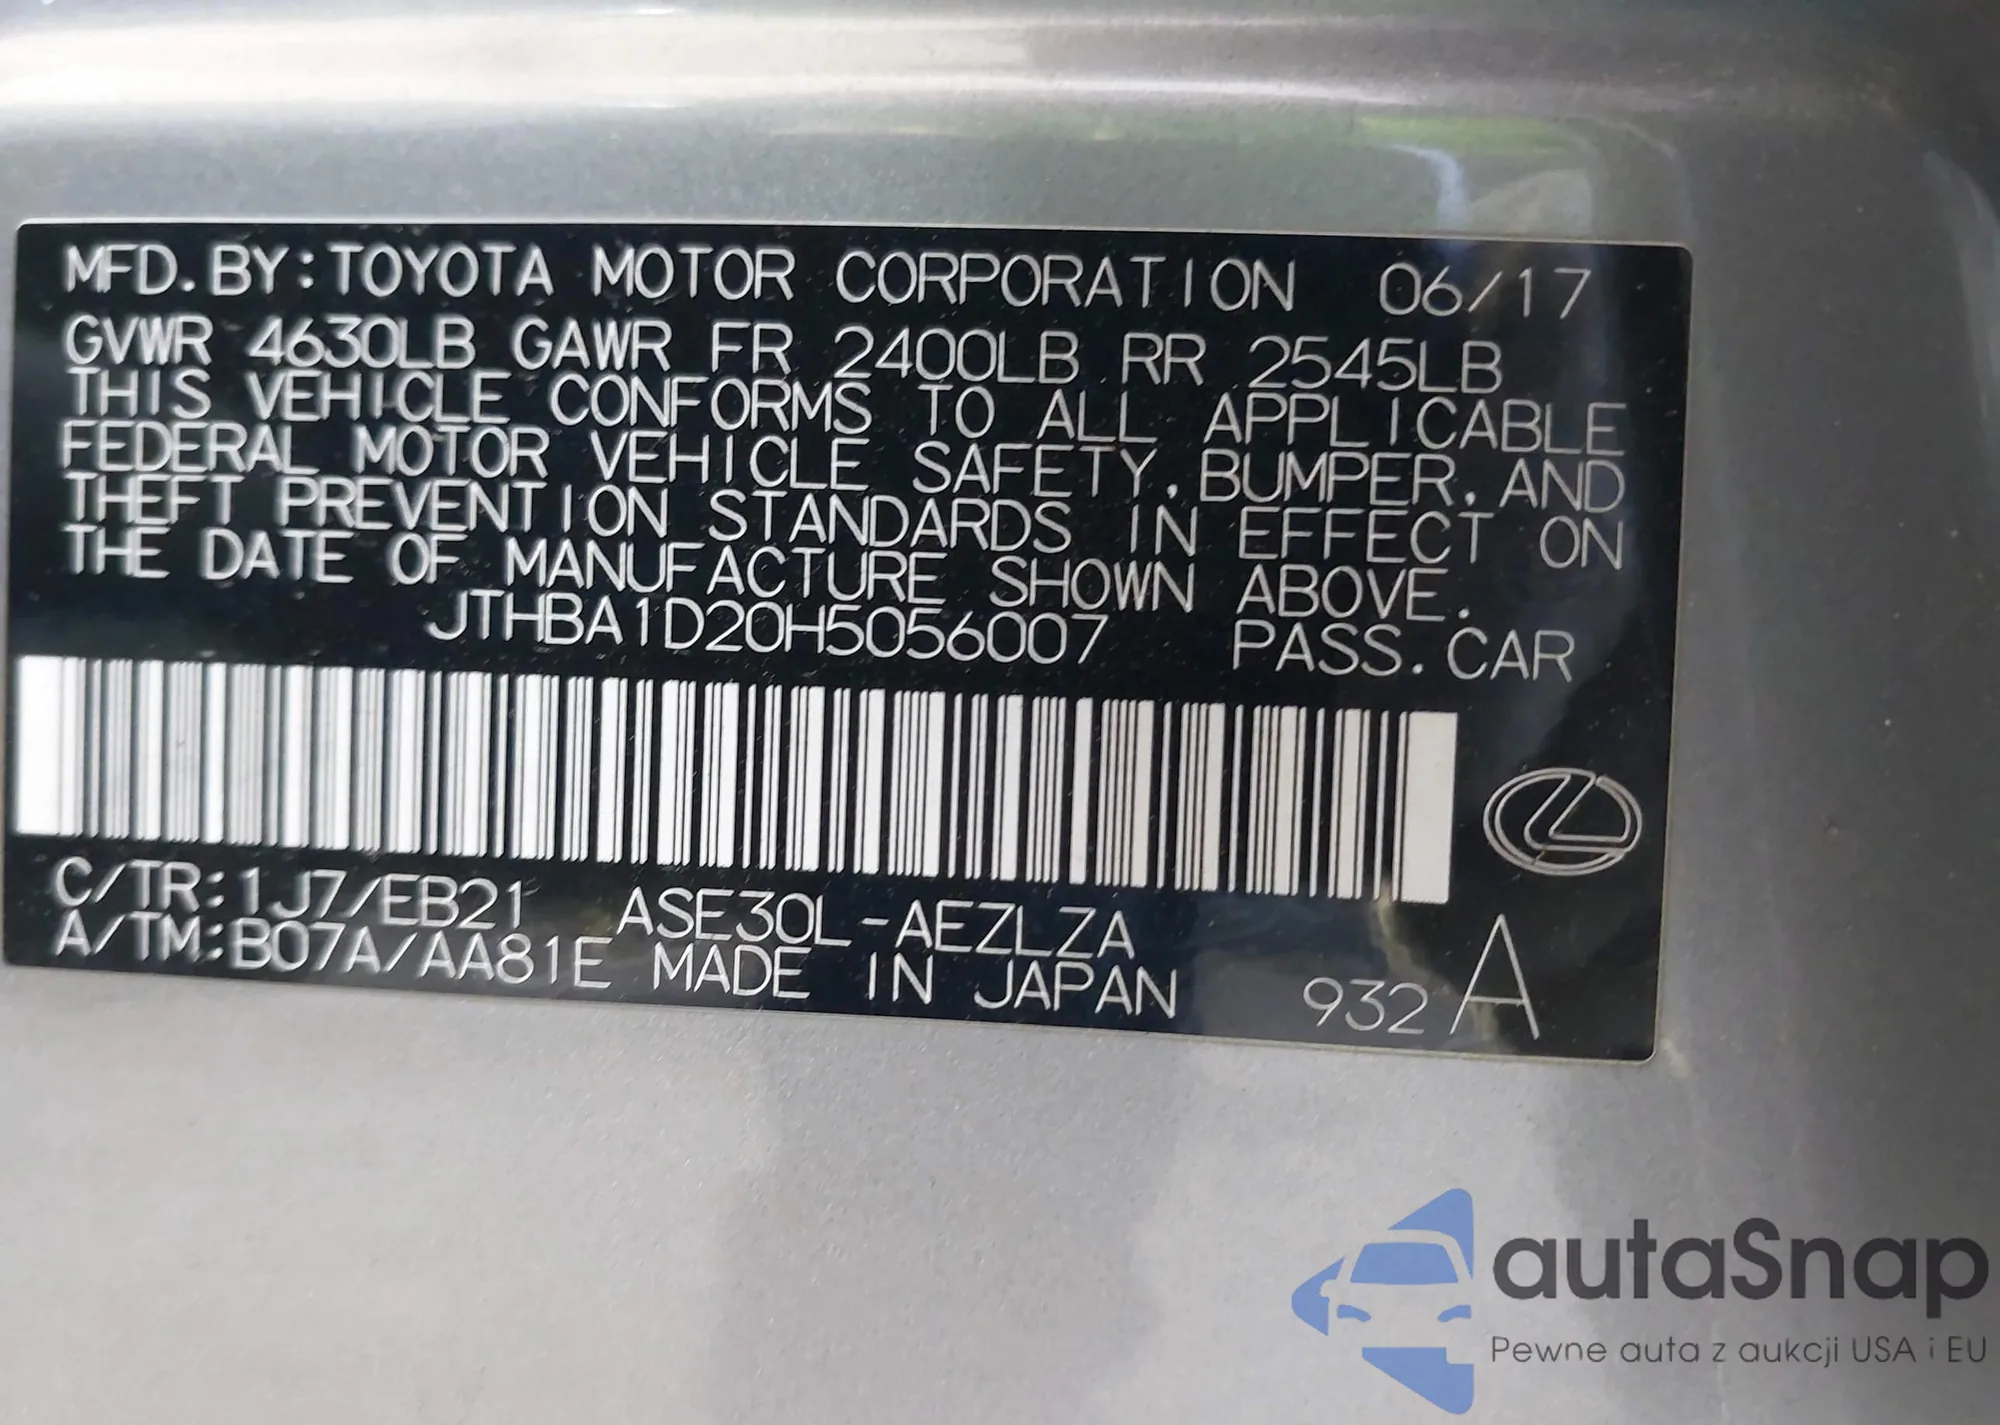 MFD.BY:TOYOTA MOTOR CORPORATION 06/17
GVWR 4630LB GAWR FR 2400LB RR 2545LB
THIS VEHICLE CONFORMS TO ALL APPLICABLE
FEDERAL MOTOR VEHICLE SAFETY, BUMPER, AND
THEFT PREVENTION STANDARDS IN EFFECT ON
THE DATE OF MANUFACTURE SHOWN ABOVE.
JTHBA1D20H5056007 PASS.CAR
C/TR:1J7/EB21 ASE30L-AEZLZA
A/TM:B07A/AA81E MADE IN JAPAN 932 A
autaSnap
Pewne auta z aukcji USA i EU